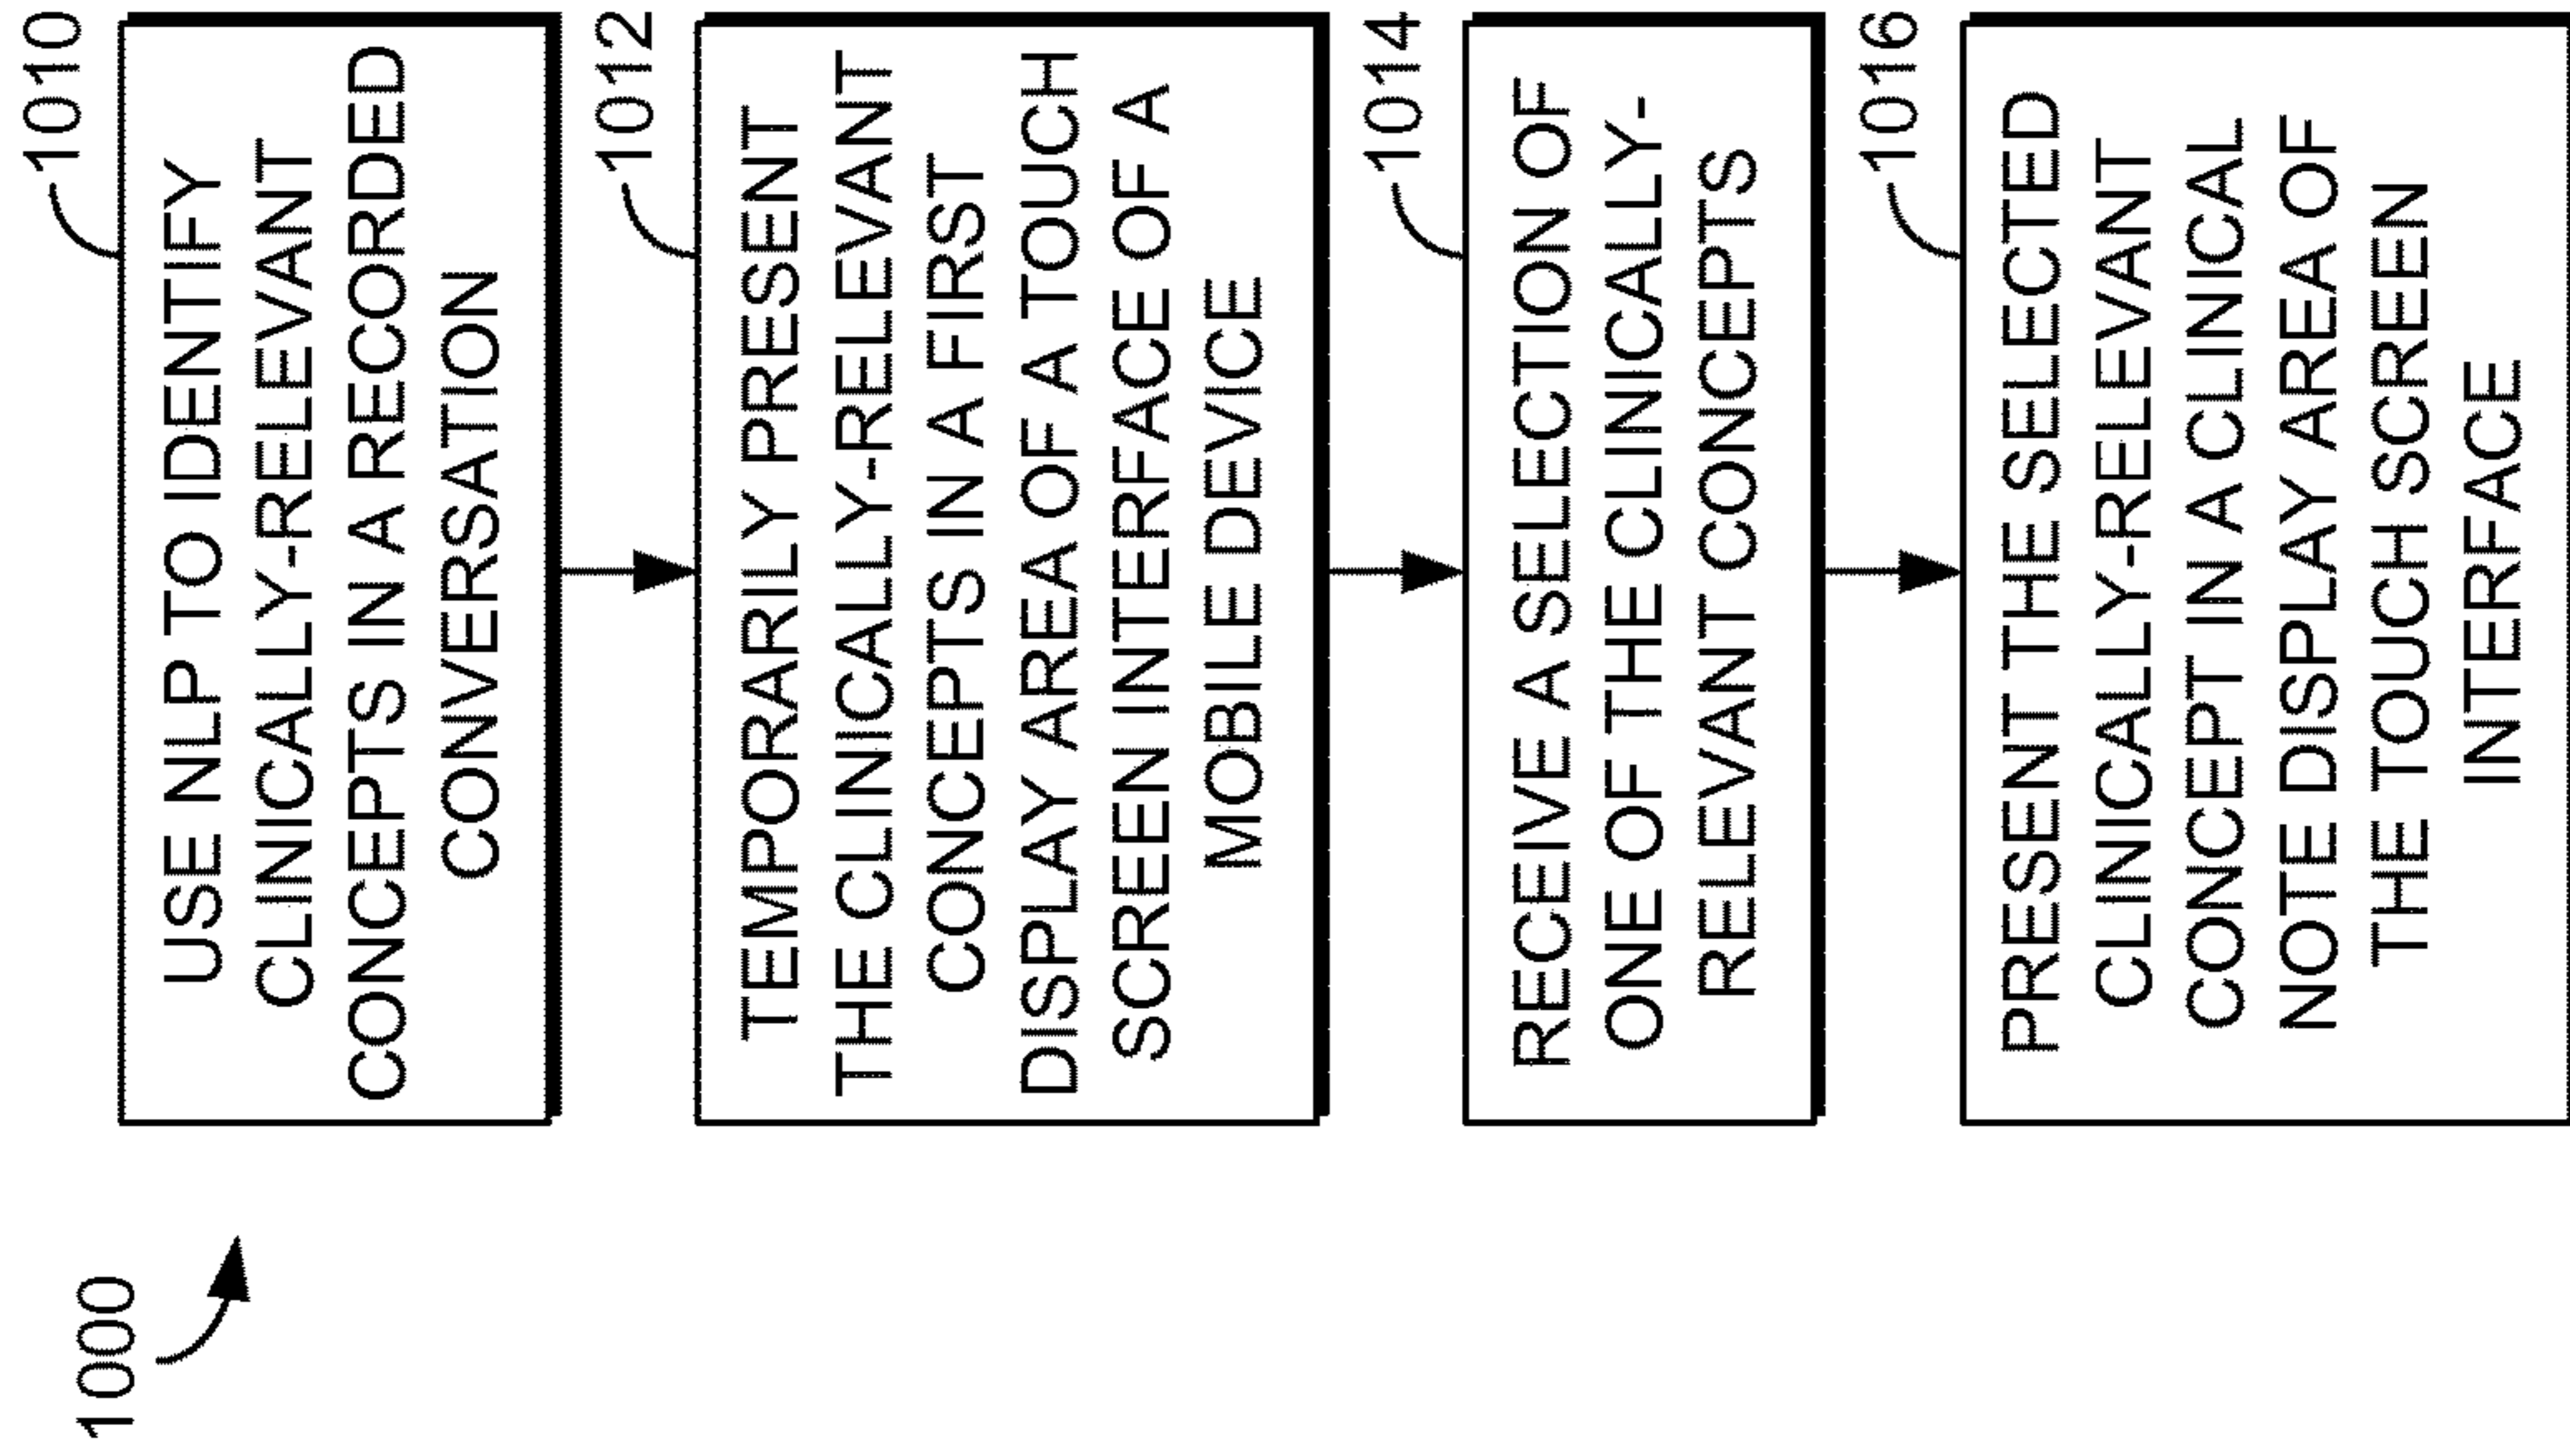 1000
1010
USE NLP TO IDENTIFY
CLINICALLY-RELEVANT
CONCEPTS IN A RECORDED
CONVERSATION
1012
TEMPORARILY PRESENT
THE CLINICALLY-RELEVANT
CONCEPTS IN A FIRST
DISPLAY AREA OF A TOUCH
SCREEN INTERFACE OF A
MOBILE DEVICE
1014
RECEIVE A SELECTION OF
ONE OF THE CLINICALLY-
RELEVANT CONCEPTS
1016
PRESENT THE SELECTED
CLINICALLY-RELEVANT
CONCEPT IN A CLINICAL
NOTE DISPLAY AREA OF
THE TOUCH SCREEN
INTERFACE